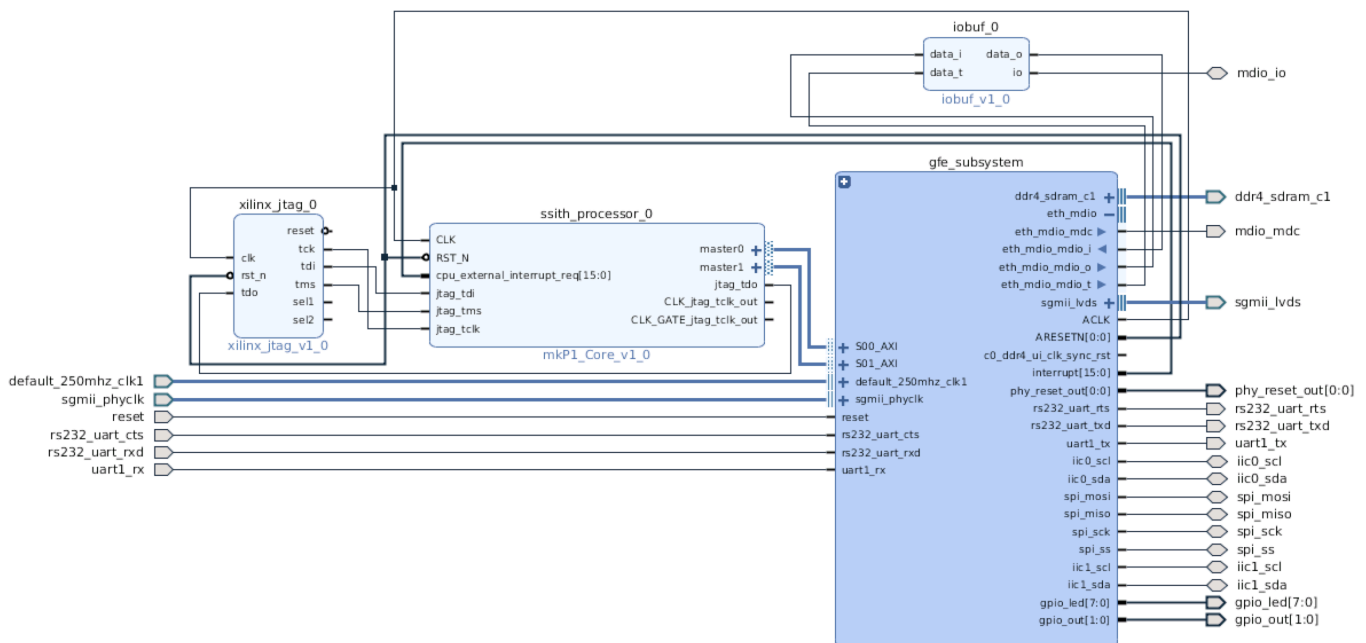 iobuf_0
data_i
data_o
data_t
io
iobuf_v1_0
mdio_io
gfe_subsystem
xilinx_jtag_0
reset
tck
clk
tdi
rst_n
tms
tdo
sel1
sel2
xilinx_jtag_v1_0
ssith_processor_0
CLK
RST_N
cpu_external_interrupt_req[15:0]
jtag_tdi
jtag_tms
jtag_tclk
master0
master1
jtag_tdo
CLK_jtag_tclk_out
CLK_GATE_jtag_tclk_out
mkP1_Core_v1_0
default_250mhz_clk1
sgmii_phyclk
reset
rs232_uart_cts
rs232_uart_rxd
uart1_rx
S00_AXI
S01_AXI
default_250mhz_clk1
sgmii_phyclk
reset
rs232_uart_cts
rs232_uart_rxd
uart1_rx
ddr4_sdram_c1
eth_mdio
eth_mdio_mdc
eth_mdio_mdio_i
eth_mdio_mdio_o
eth_mdio_mdio_t
sgmii_lvds
ACLK
ARESETN[0:0]
c0_ddr4_ui_clk_sync_rst
interrupt[15:0]
phy_reset_out[0:0]
rs232_uart_rts
rs232_uart_txd
uart1_tx
iic0_scl
iic0_sda
spi_mosi
spi_miso
spi_sck
spi_ss
iic1_scl
iic1_sda
gpio_led[7:0]
gpio_out[1:0]
ddr4_sdram_c1
mdio_mdc
sgmii_lvds
phy_reset_out[0:0]
rs232_uart_rts
rs232_uart_txd
uart1_tx
iic0_scl
iic0_sda
spi_mosi
spi_miso
spi_sck
spi_ss
iic1_scl
iic1_sda
gpio_led[7:0]
gpio_out[1:0]